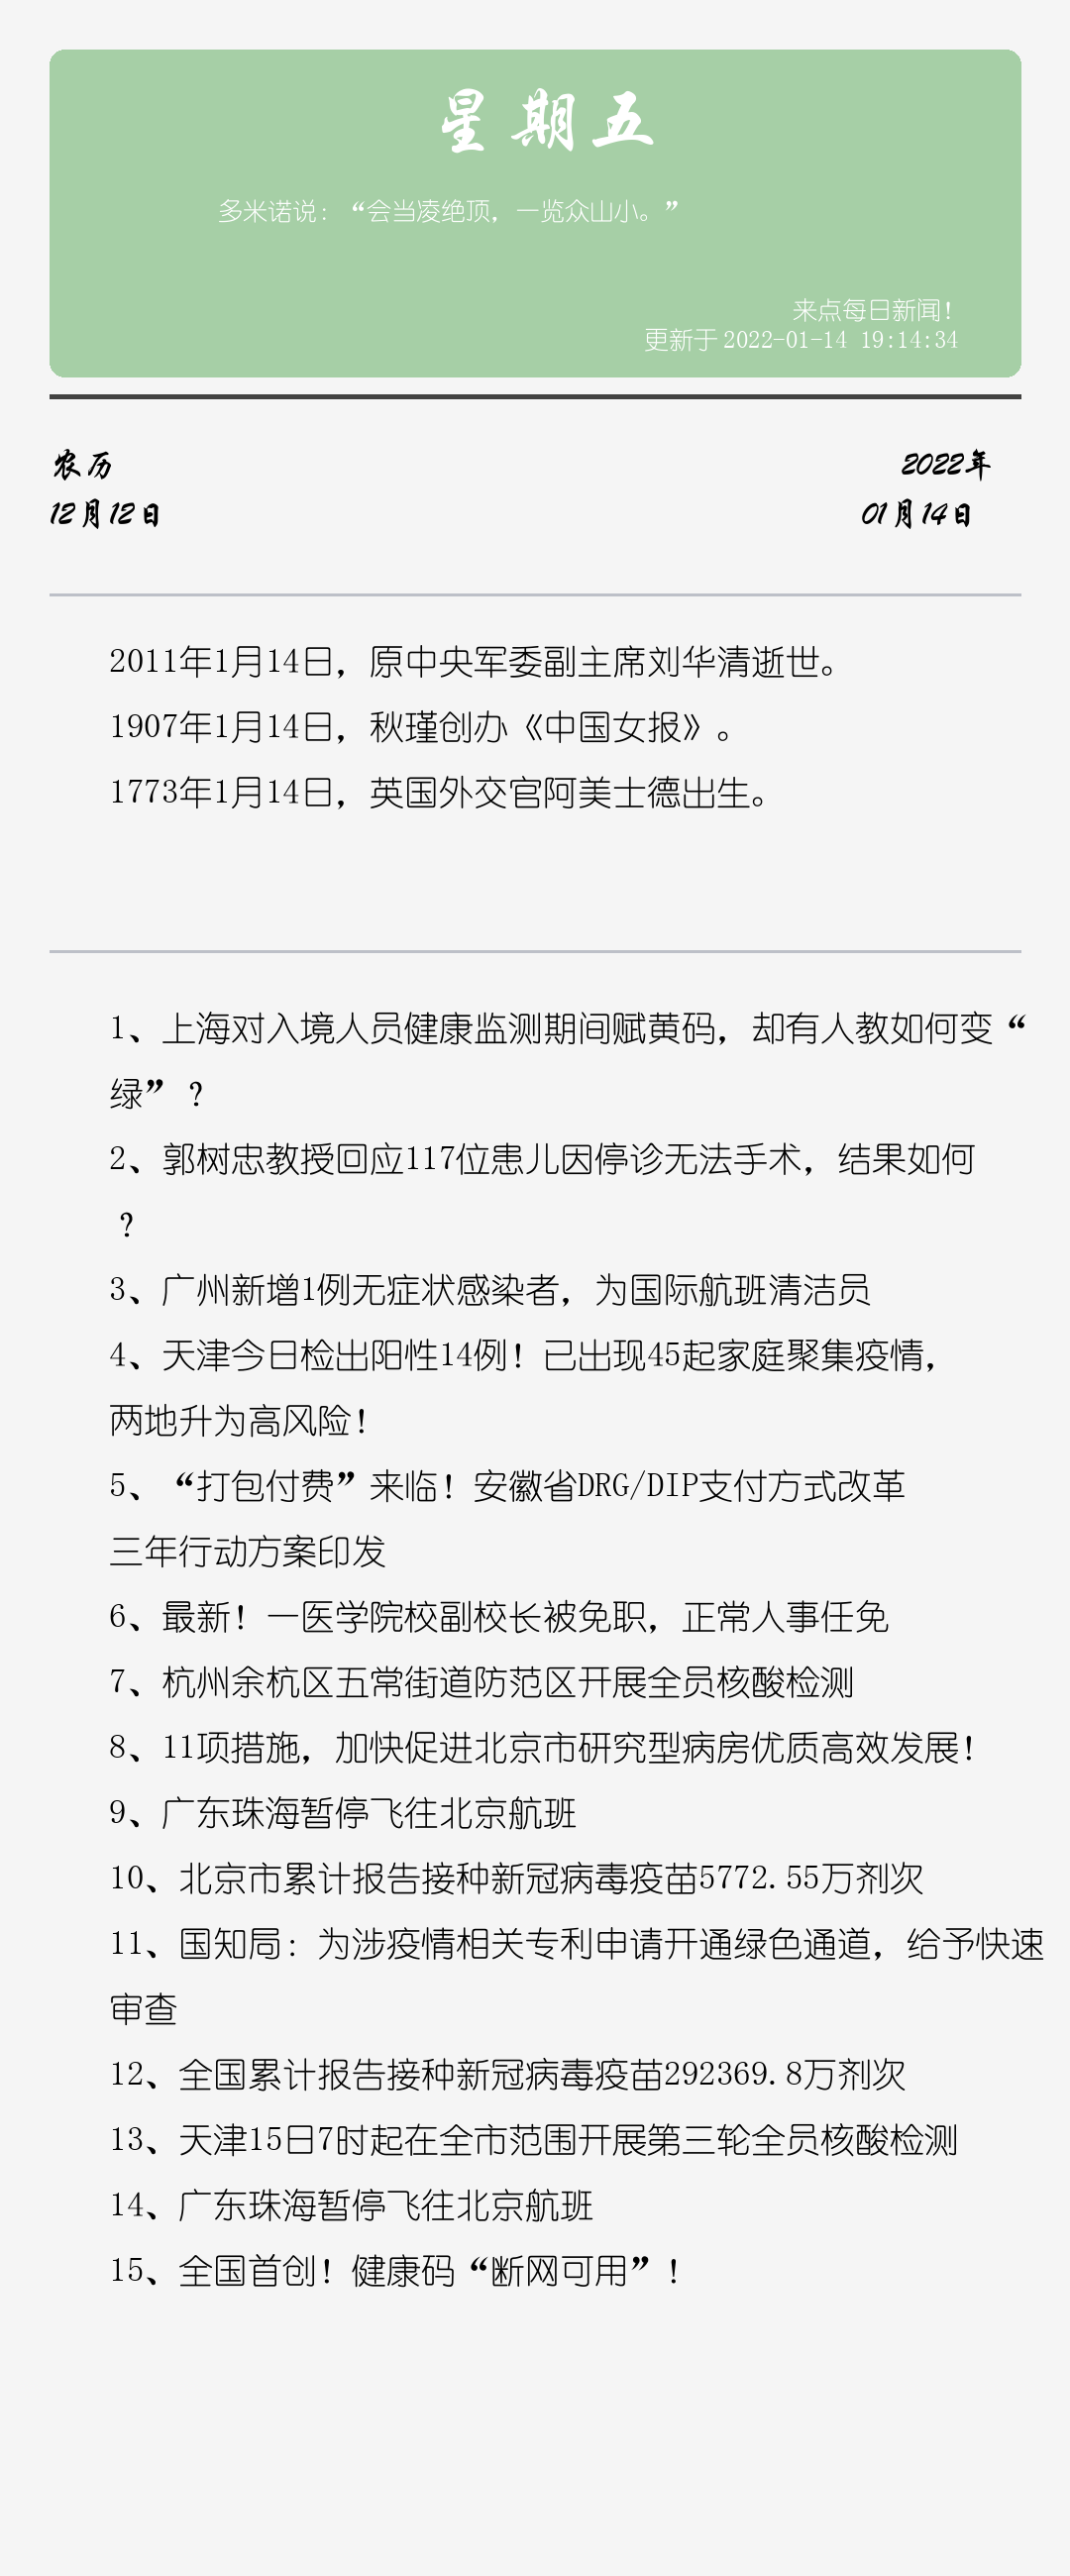 星期五
多米诺说：“会当凌绝顶，一览众山小。”
来点每日新闻！
更新于 2022-01-14 19:14:34
农历
2022年
12月12日
01月14日
2011年1月14日，原中央军委副主席刘华清逝世。
1907年1月14日，秋瑾创办《中国女报》。
1773年1月14日，英国外交官阿美士德出生。
1、上海对入境人员健康监测期间赋黄码，却有人教如何变“
绿”？
2、郭树忠教授回应117位患儿因停诊无法手术，结果如何
？
3、广州新增1例无症状感染者，为国际航班清洁员
4、天津今日检出阳性14例！已出现45起家庭聚集疫情，
两地升为高风险！
5、“打包付费”来临！安徽省DRG/DIP支付方式改革
三年行动方案印发
6、最新！一医学院校副校长被免职，正常人事任免
7、杭州余杭区五常街道防范区开展全员核酸检测
8、11项措施，加快促进北京市研究型病房优质高效发展！
9、广东珠海暂停飞往北京航班
10、北京市累计报告接种新冠病毒疫苗5772.55万剂次
11、国知局：为涉疫情相关专利申请开通绿色通道，给予快速
审查
12、全国累计报告接种新冠病毒疫苗292369.8万剂次
13、天津15日7时起在全市范围开展第三轮全员核酸检测
14、广东珠海暂停飞往北京航班
15、全国首创！健康码“断网可用”！